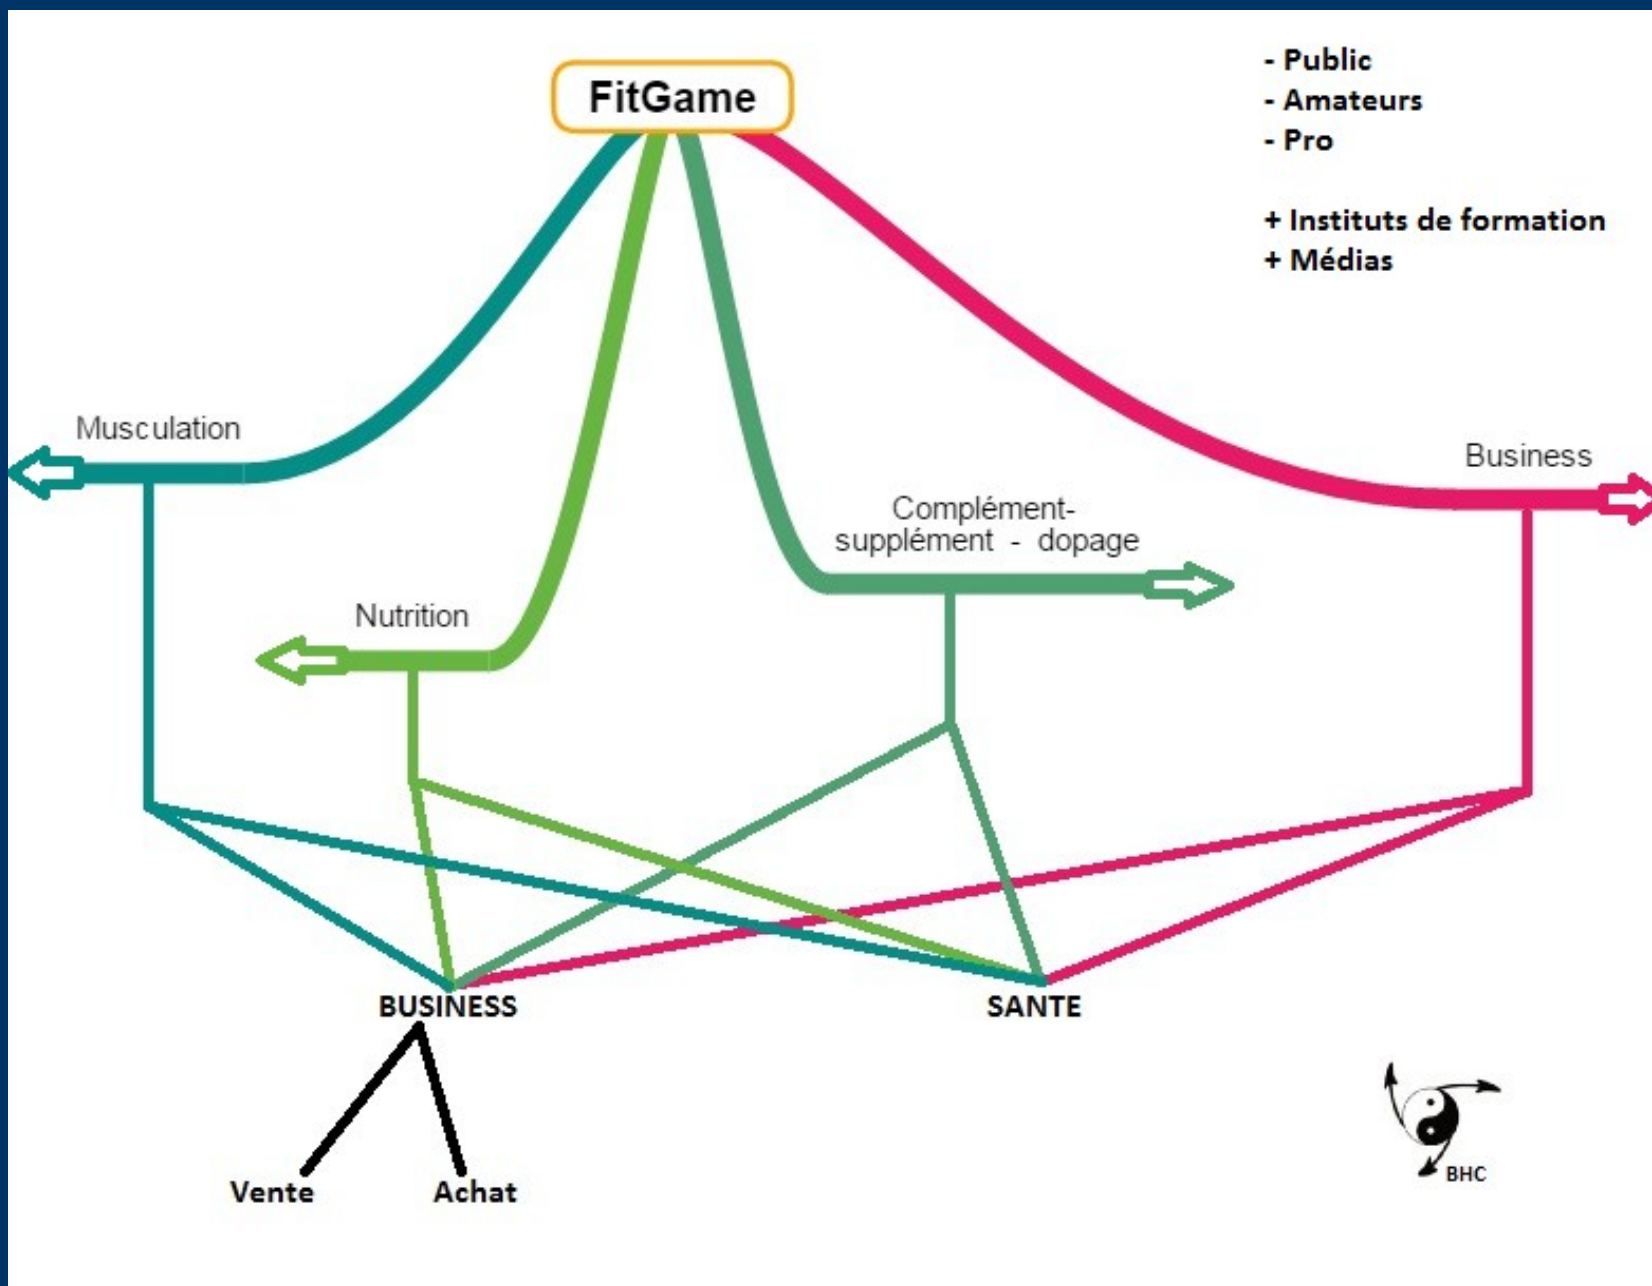 FitGame
- Public
- Amateurs
- Pro
+ Instituts de formation
+ Médias
Musculation
Business
Complément-
supplément - dopage
Nutrition
BUSINESS
SANTE
Vente
Achat
BHC